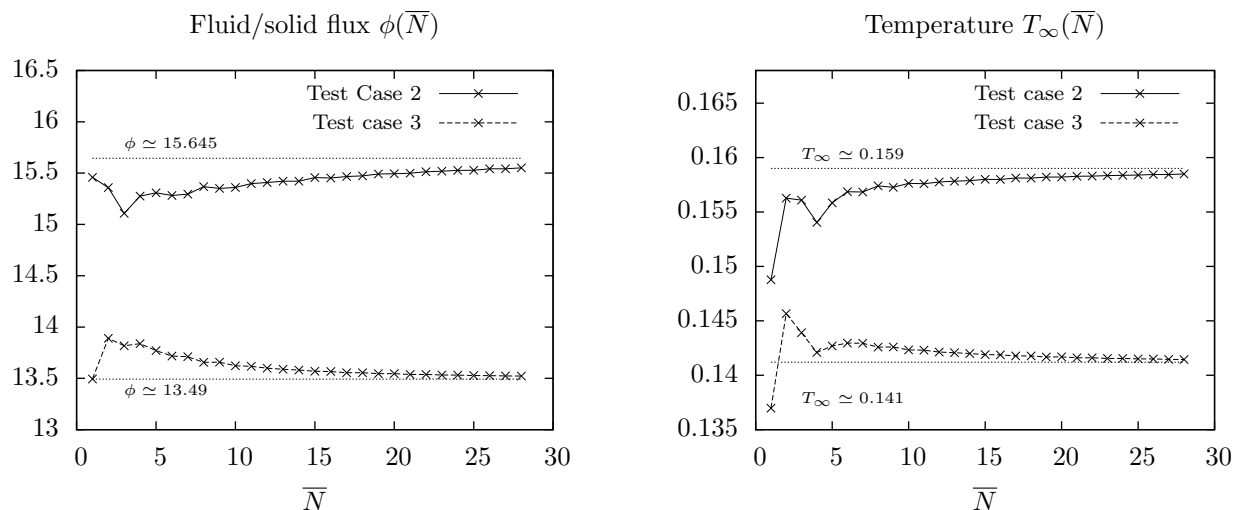 Fluid/solid flux ϕ(N̅)
16.5
16
15.5
15
14.5
14
13.5
13
Test Case 2
Test case 3
ϕ ≃ 15.645
ϕ ≃ 13.49
0 5 10 15 20 25 30
N̅
Temperature T∞(N̅)
0.165
0.16
0.155
0.15
0.145
0.14
0.135
Test case 2
Test case 3
T∞ ≃ 0.159
T∞ ≃ 0.141
0 5 10 15 20 25 30
N̅